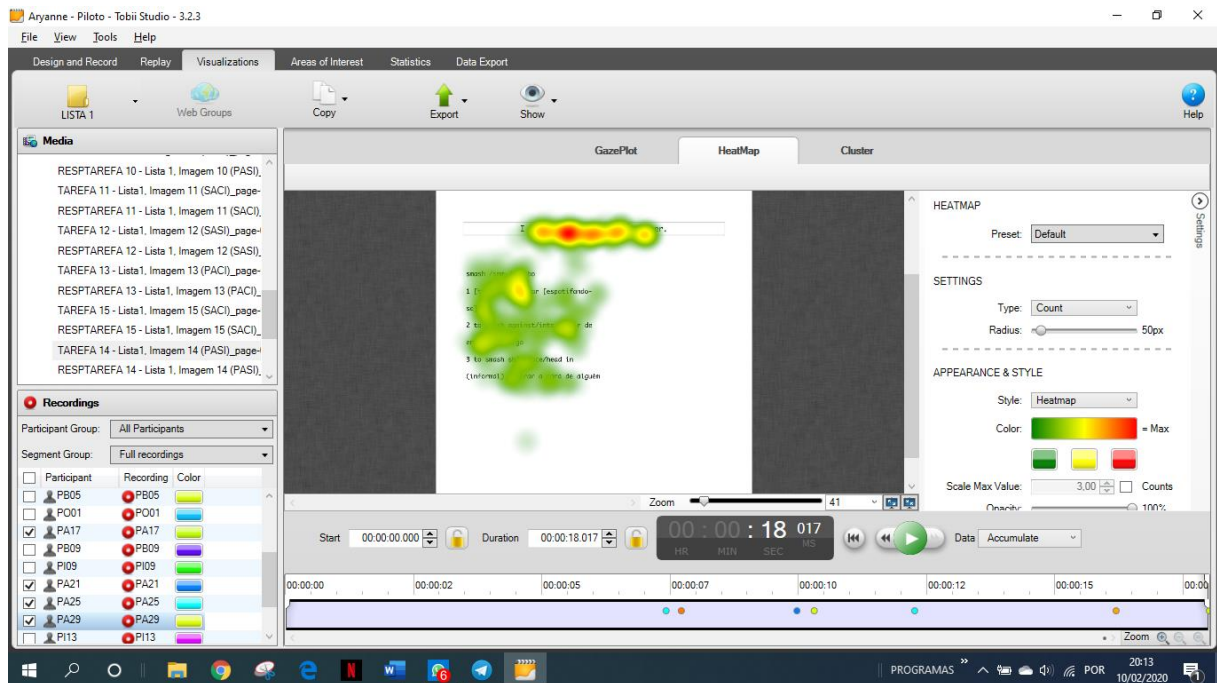 Aryanne - Piloto - Tobii Studio - 3.2.3
File View Tools Help
Design and Record Replay Visualizations Areas of Interest Statistics Data Export
LISTA 1 Web Groups Copy Export Show Help
Media
GazePlot HeatMap Cluster
RESPTAREFA 10 - Lista 1, Imagem 10 (PASI)_
TAREFA 11 - Lista1, Imagem 11 (SACI)_page-
RESPTAREFA 11 - Lista 1, Imagem 11 (SACI)_
TAREFA 12 - Lista1, Imagem 12 (SASI)_page-
RESPTAREFA 12 - Lista 1, Imagem 12 (SASI)_
TAREFA 13 - Lista1, Imagem 13 (PACI)_page-
RESPTAREFA 13 - Lista 1, Imagem 13 (PACI)_
TAREFA 15 - Lista1, Imagem 15 (SACI)_page-
RESPTAREFA 15 - Lista 1, Imagem 15 (SACI)_
TAREFA 14 - Lista1, Imagem 14 (PASI)_page-
RESPTAREFA 14 - Lista 1, Imagem 14 (PASI)_
I
smash
1
2
3 to smash head in
(informal) a de alguém
HEATMAP
Preset: Default
SETTINGS
Type: Count
Radius: 50px
APPEARANCE & STYLE
Style: Heatmap
Color: = Max
Scale Max Value: 3,00 Counts
Opacity: 100%
Settings
Zoom 41
Recordings
Participant Group: All Participants
Segment Group: Full recordings
Participant Recording Color
PB05 PB05
PO01 PO01
PA17 PA17
PB09 PB09
PI09 PI09
PA21 PA21
PA25 PA25
PA29 PA29
PI13 PI13
Start 00:00:00.000 Duration 00:00:18.017 00 : 00 : 18 017 Data Accumulate
HR MIN SEC MS
00:00:00 00:00:02 00:00:05 00:00:07 00:00:10 00:00:12 00:00:15
Zoom
PROGRAMAS POR 20:13
10/02/2020